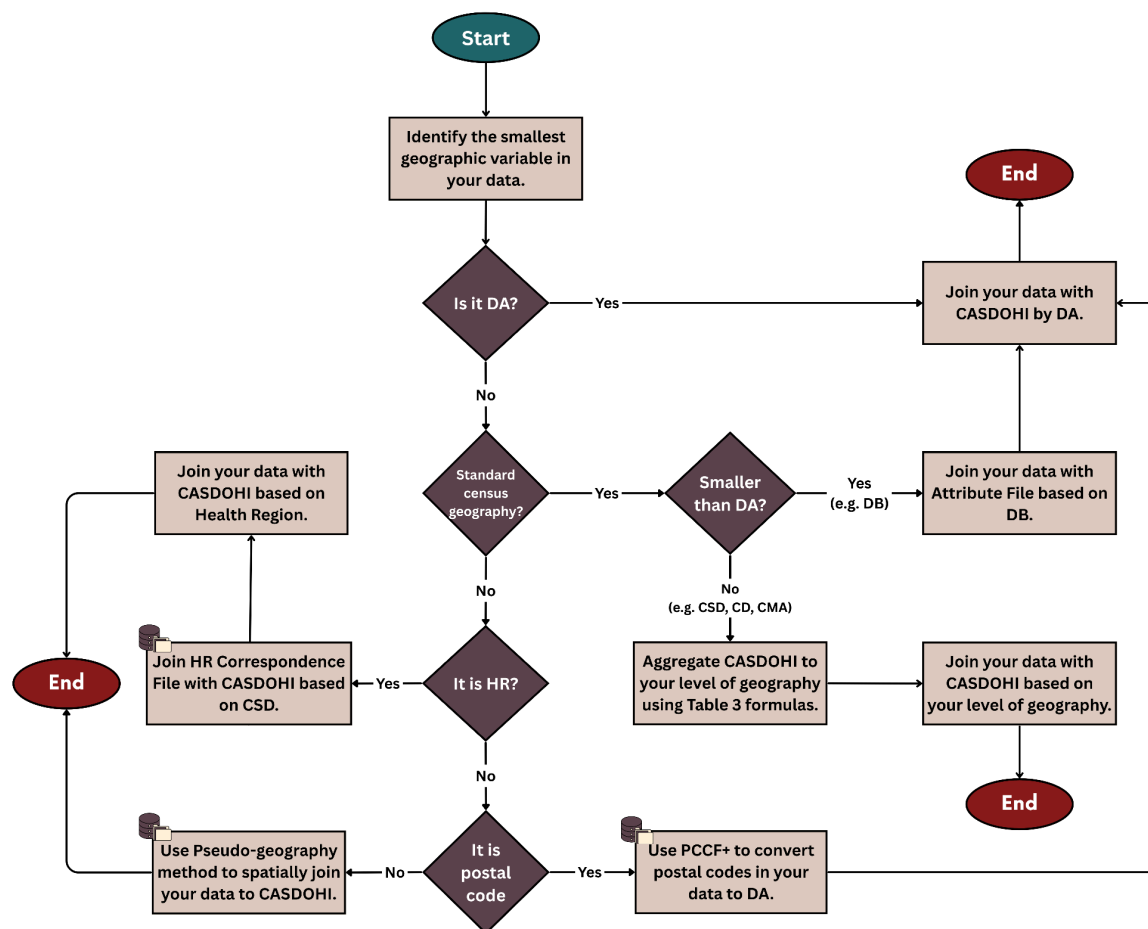 Start
Identify the smallest
geographic variable in
your data.
End
Is it DA?
Yes
Join your data with
CASDOHI by DA.
No
Join your data with
CASDOHI based on
Health Region.
Standard
census
geography?
Yes
Smaller
than DA?
Yes
(e.g. DB)
Join your data with
Attribute File based on
DB.
No
No
(e.g. CSD, CD, CMA)
End
Join HR Correspondence
File with CASDOHI based
on CSD.
Yes
It is HR?
Aggregate CASDOHI to
your level of geography
using Table 3 formulas.
Join your data with
CASDOHI based on
your level of geography.
No
End
Use Pseudo-geography
method to spatially join
your data to CASDOHI.
No
It is
postal
code
Yes
Use PCCF+ to convert
postal codes in your
data to DA.